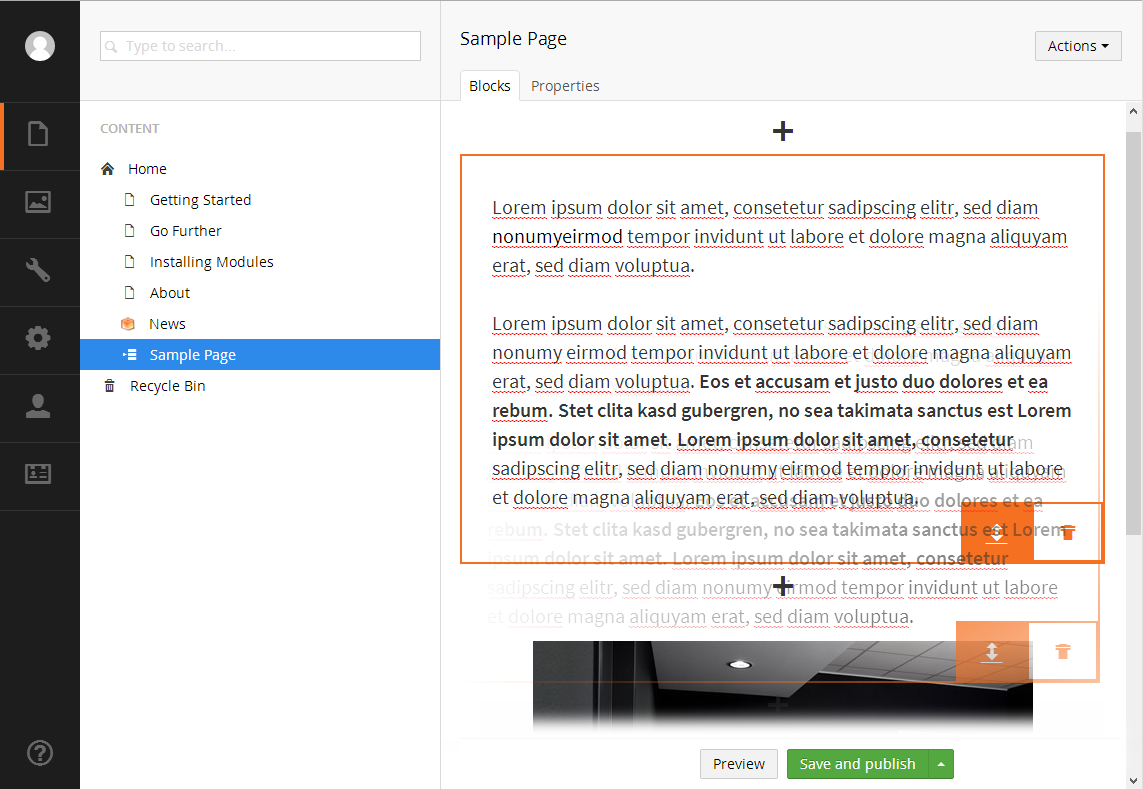 Type to search...
CONTENT
Home
Getting Started
Go Further
Installing Modules
About
News
Sample Page
Recycle Bin
Sample Page
Actions
Blocks
Properties
Lorem ipsum dolor sit amet, consetetur sadipscing elitr, sed diam
nonumyeirmod tempor invidunt ut labore et dolore magna aliquyam
erat, sed diam voluptua.
Lorem ipsum dolor sit amet, consetetur sadipscing elitr, sed diam
nonumy eirmod tempor invidunt ut labore et dolore magna aliquyam
erat, sed diam voluptua. Eos et accusam et justo duo dolores et ea
rebum. Stet clita kasd gubergren, no sea takimata sanctus est Lorem
ipsum dolor sit amet. Lorem ipsum dolor sit amet, consetetur
sadipscing elitr, sed diam nonumy eirmod tempor invidunt ut labore
et dolore magna aliquyam erat, sed diam voluptua.
rebum. Stet clita kasd gubergren, no sea takimata sanctus est Lorem
ipsum dolor sit amet. Lorem ipsum dolor sit amet, consetetur
sadipscing elitr, sed diam nonumy eirmod tempor invidunt ut labore
et dolore magna aliquyam erat, sed diam voluptua.
Preview
Save and publish